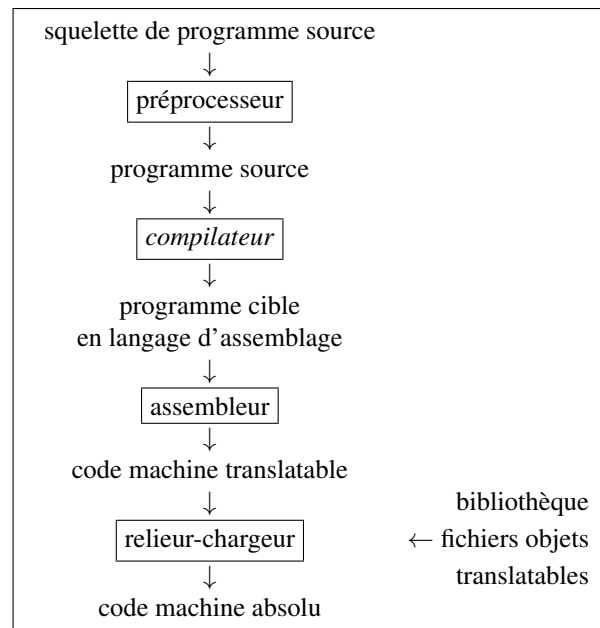 squelette de programme source
↓
préprocesseur
↓
programme source
↓
compilateur
↓
programme cible
en langage d'assemblage
↓
assembleur
↓
code machine translatable
↓
bibliothèque
relieur-chargeur
← fichiers objets
translatables
↓
code machine absolu